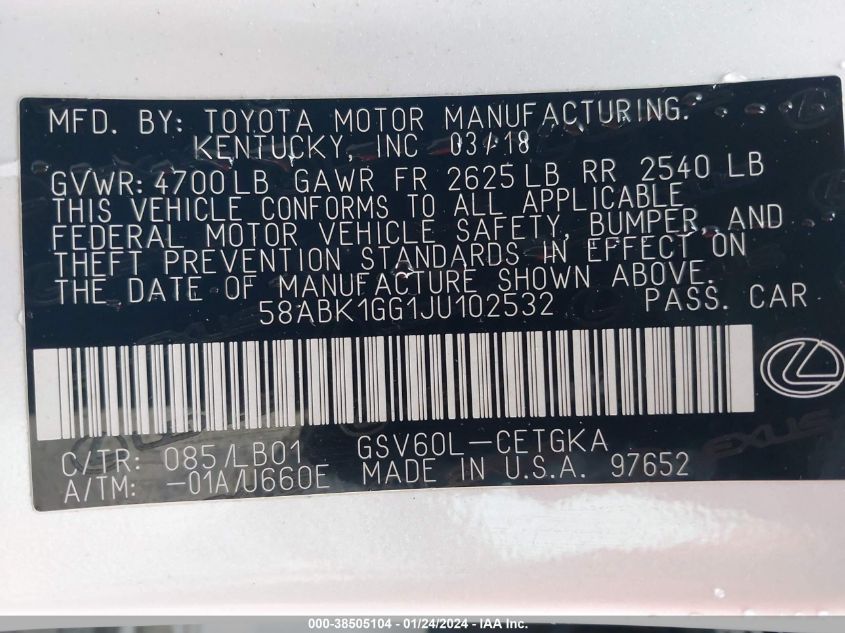 MFD. BY: TOYOTA MOTOR MANUFACTURING.
KENTUCKY, INC 03/18
GVWR: 4700LB GAWR FR 2625LB RR 2540 LB
THIS VEHICLE CONFORMS TO ALL APPLICABLE
FEDERAL MOTOR VEHICLE SAFETY, BUMPER, AND
THEFT PREVENTION STANDARDS IN EFFECT ON
THE DATE OF MANUFACTURE SHOWN ABOVE.
58ABK1GG1JU102532 PASS. CAR
C/TR: 085/LB01 GSV60L-CETGKA
A/TM: -01A/U660E MADE IN U.S.A. 97652
000-38505104 - 01/24/2024 - IAA Inc.